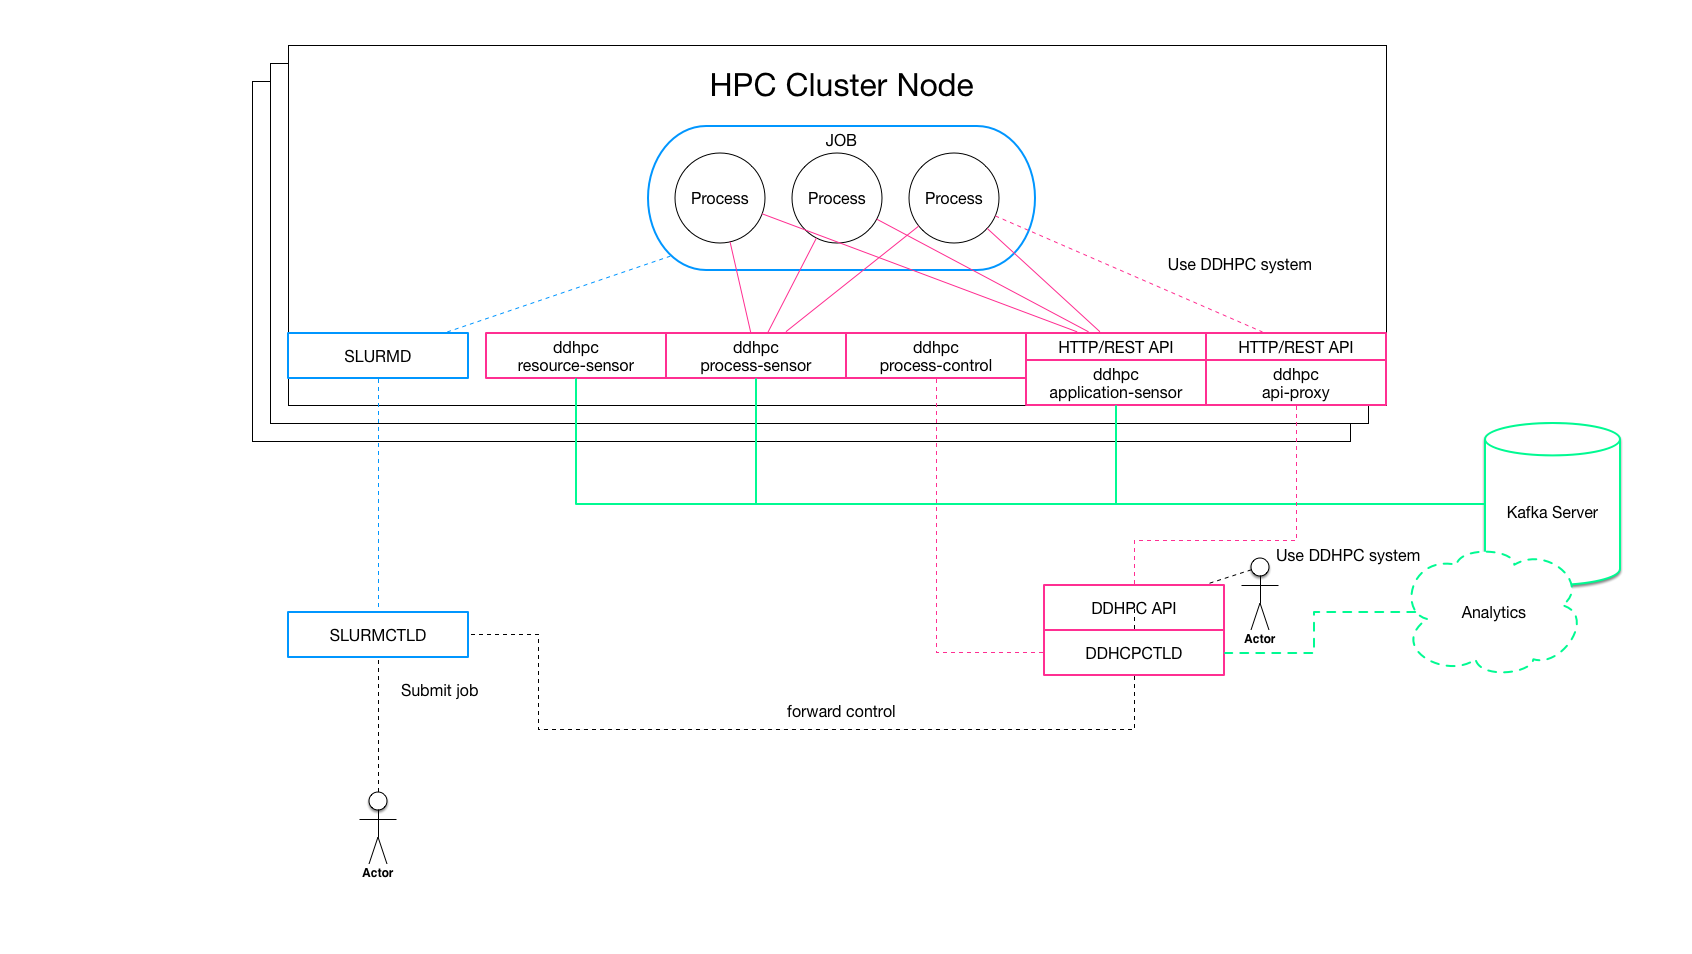 HPC Cluster Node
JOB
Process
Process
Process
Use DDHPC system
SLURMD
ddhpc
resource-sensor
ddhpc
process-sensor
ddhpc
process-control
HTTP/REST API
ddhpc
application-sensor
HTTP/REST API
ddhpc
api-proxy
Kafka Server
Use DDHPC system
Actor
DDHPC API
DDHCPCTLD
Analytics
SLURMCTLD
Submit job
forward control
Actor